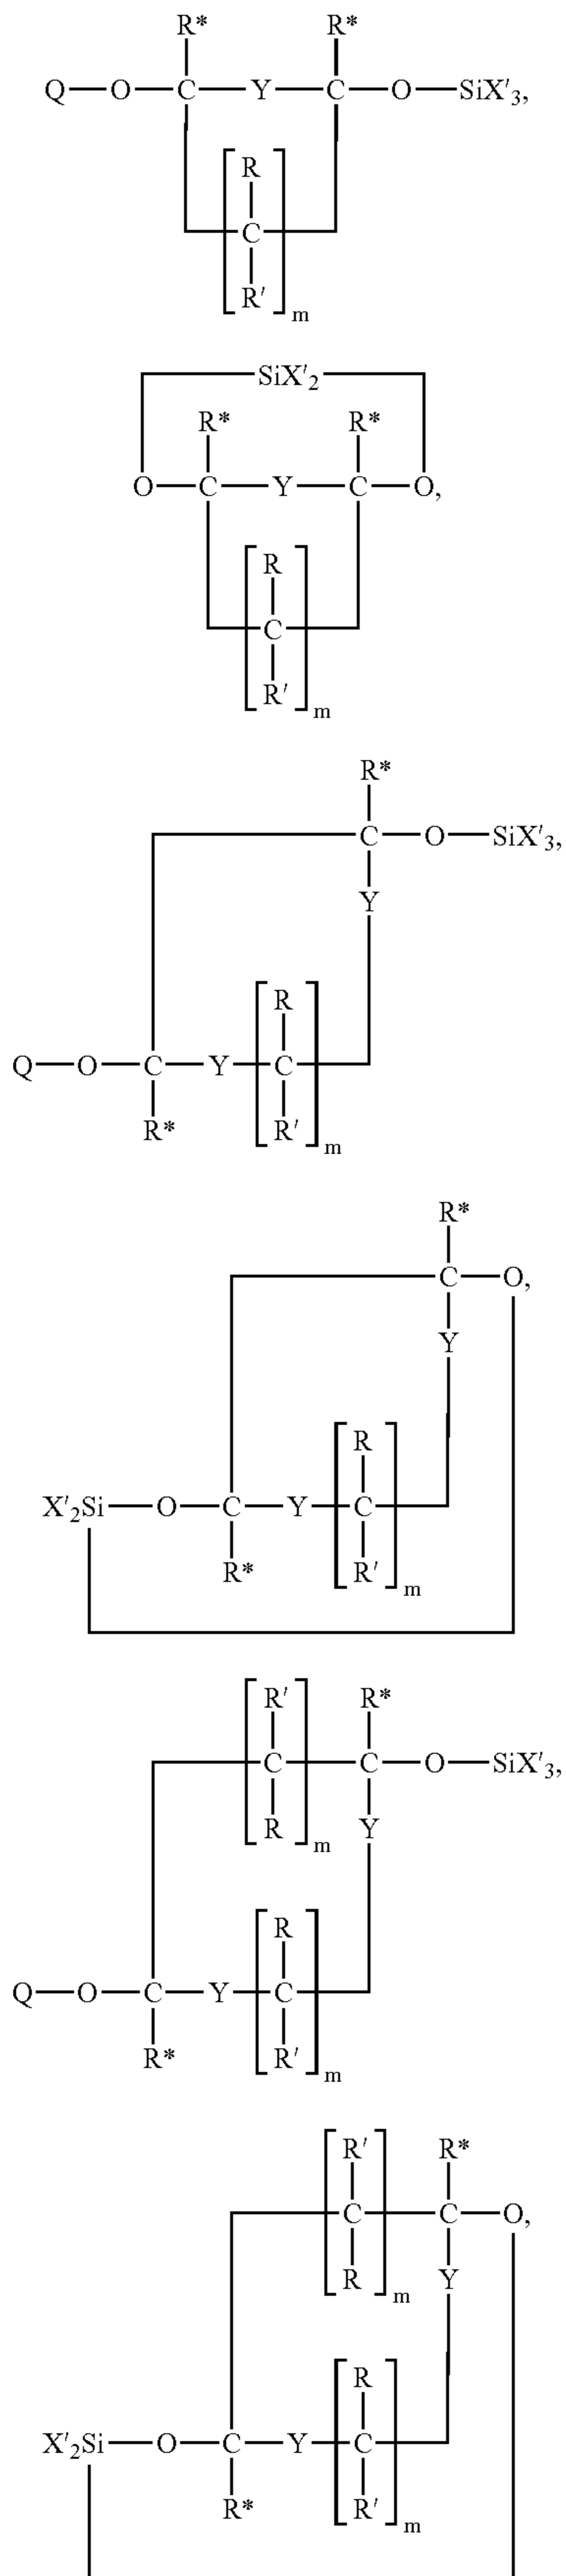 R* R*
Q—O—C—Y—C—O—SiX′3,
R
C
R′
m
SiX′2
R* R*
O—C—Y—C—O,
R
C
R′
m
R*
C—O—SiX′3,
Y
R
Q—O—C—Y—C
R* R′
m
R*
C—O,
Y
R
X′2Si—O—C—Y—C
R* R′
m
R′ R*
C—C—O—SiX′3,
R Y
m
R
Q—O—C—Y—C
R* R′
m
R′ R*
C—C—O,
R Y
m
R
X′2Si—O—C—Y—C
R* R′
m